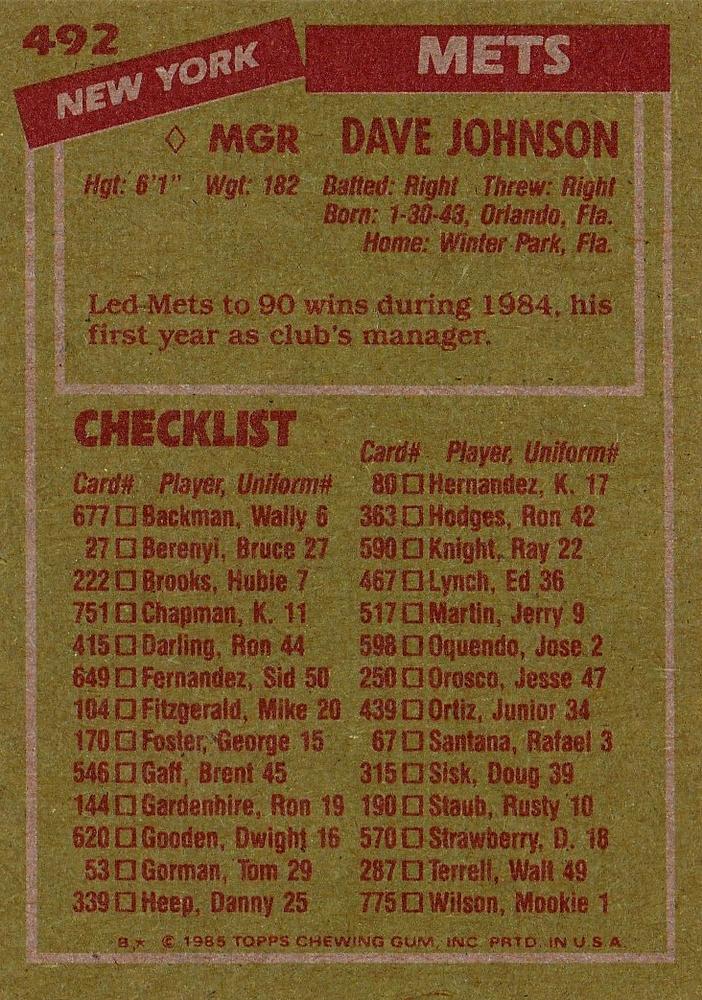 492
NEW YORK METS
◊ MGR DAVE JOHNSON
Hgt: 6'1" Wgt: 182 Batted: Right Threw: Right
Born: 1-30-43, Orlando, Fla.
Home: Winter Park, Fla.
Led Mets to 90 wins during 1984, his
first year as club's manager.
CHECKLIST
Card# Player, Uniform#
677 □ Backman, Wally 6
27 □ Berenyi, Bruce 27
222 □ Brooks, Hubie 7
751 □ Chapman, K. 11
415 □ Darling, Ron 44
649 □ Fernandez, Sid 50
104 □ Fitzgerald, Mike 20
170 □ Foster, George 15
546 □ Gaff, Brent 45
144 □ Gardenhire, Ron 19
620 □ Gooden, Dwight 16
53 □ Gorman, Tom 29
339 □ Heep, Danny 25
Card# Player, Uniform#
80 □ Hernandez, K. 17
363 □ Hodges, Ron 42
590 □ Knight, Ray 22
467 □ Lynch, Ed 36
517 □ Martin, Jerry 9
598 □ Oquendo, Jose 2
250 □ Orosco, Jesse 47
439 □ Ortiz, Junior 34
67 □ Santana, Rafael 3
315 □ Sisk, Doug 39
190 □ Staub, Rusty 10
570 □ Strawberry, D. 18
287 □ Terrell, Walt 49
775 □ Wilson, Mookie 1
B.* © 1985 TOPPS CHEWING GUM, INC. PRTD. IN U.S.A.